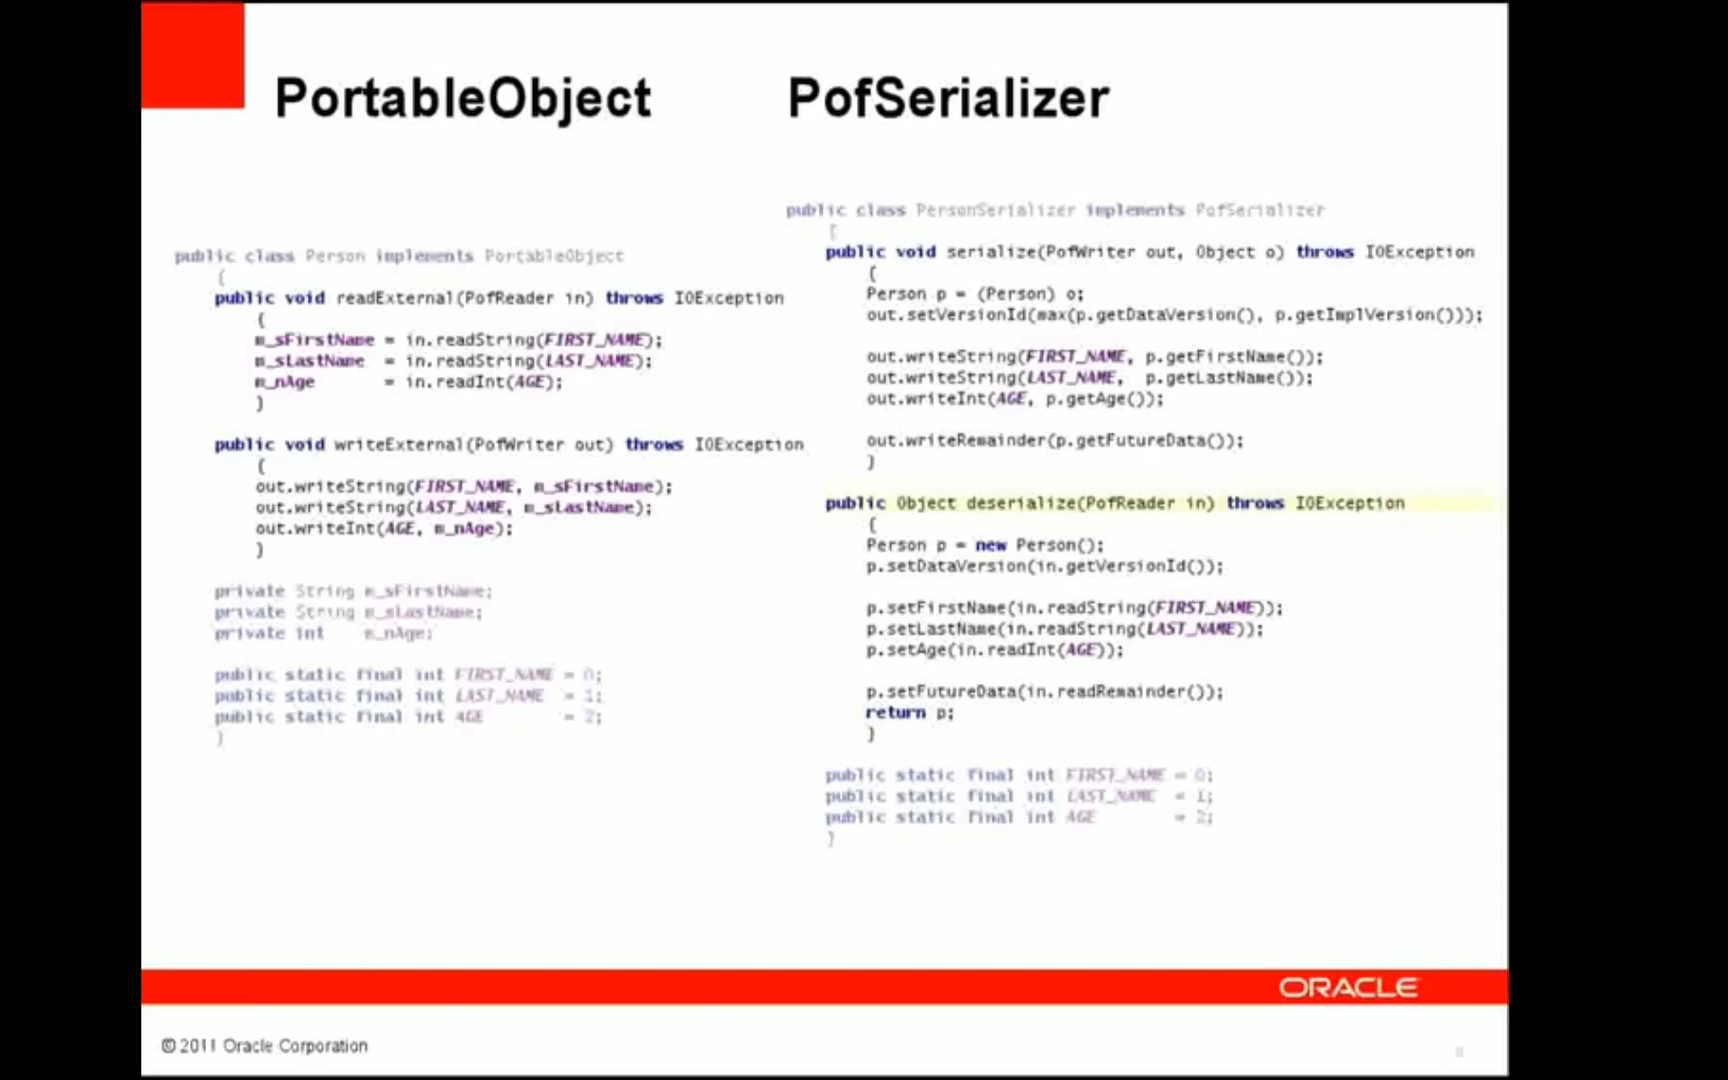 PortableObject
public class Person implements PortableObject
{
public void readExternal(PofReader in) throws IOException
{
m_sFirstName = in.readString(FIRST_NAME);
m_sLastName = in.readString(LAST_NAME);
m_nAge = in.readInt(AGE);
}
public void writeExternal(PofWriter out) throws IOException
{
out.writeString(FIRST_NAME, m_sFirstName);
out.writeString(LAST_NAME, m_sLastName);
out.writeInt(AGE, m_nAge);
}
private String m_sFirstName;
private String m_sLastName;
private int m_nAge;
public static final int FIRST_NAME = 0;
public static final int LAST_NAME = 1;
public static final int AGE = 2;
}
PofSerializer
public class PersonSerializer implements PofSerializer
{
public void serialize(PofWriter out, Object o) throws IOException
{
Person p = (Person) o;
out.setVersionId(max(p.getDataVersion(), p.getImplVersion()));
out.writeString(FIRST_NAME, p.getFirstName());
out.writeString(LAST_NAME, p.getLastName());
out.writeInt(AGE, p.getAge());
out.writeRemainder(p.getFutureData());
}
public Object deserialize(PofReader in) throws IOException
{
Person p = new Person();
p.setDataVersion(in.getVersionId());
p.setFirstName(in.readString(FIRST_NAME));
p.setLastName(in.readString(LAST_NAME));
p.setAge(in.readInt(AGE));
p.setFutureData(in.readRemainder());
return p;
}
public static final int FIRST_NAME = 0;
public static final int LAST_NAME = 1;
public static final int AGE = 2;
}
ORACLE
© 2011 Oracle Corporation